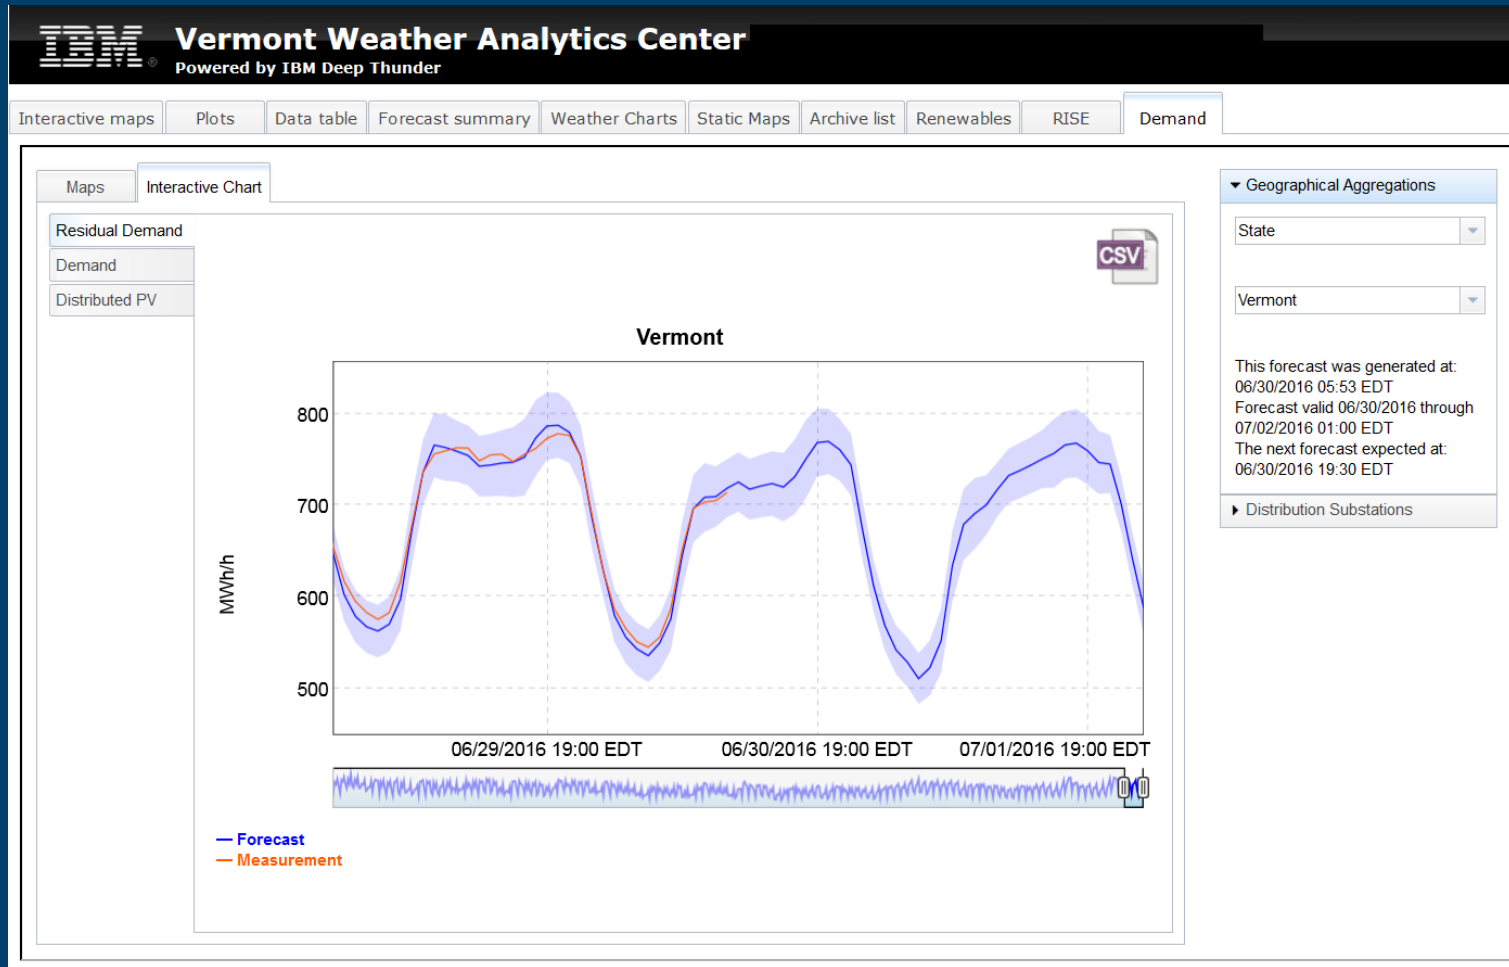 IBM®
Vermont Weather Analytics Center
Powered by IBM Deep Thunder
Interactive maps
Plots
Data table
Forecast summary
Weather Charts
Static Maps
Archive list
Renewables
RISE
Demand
Maps
Interactive Chart
Residual Demand
Demand
Distributed PV
CSV
Vermont
800
700
600
500
MWh/h
06/29/2016 19:00 EDT
06/30/2016 19:00 EDT
07/01/2016 19:00 EDT
Forecast
Measurement
Geographical Aggregations
State
Vermont
This forecast was generated at:
06/30/2016 05:53 EDT
Forecast valid 06/30/2016 through
07/02/2016 01:00 EDT
The next forecast expected at:
06/30/2016 19:30 EDT
Distribution Substations